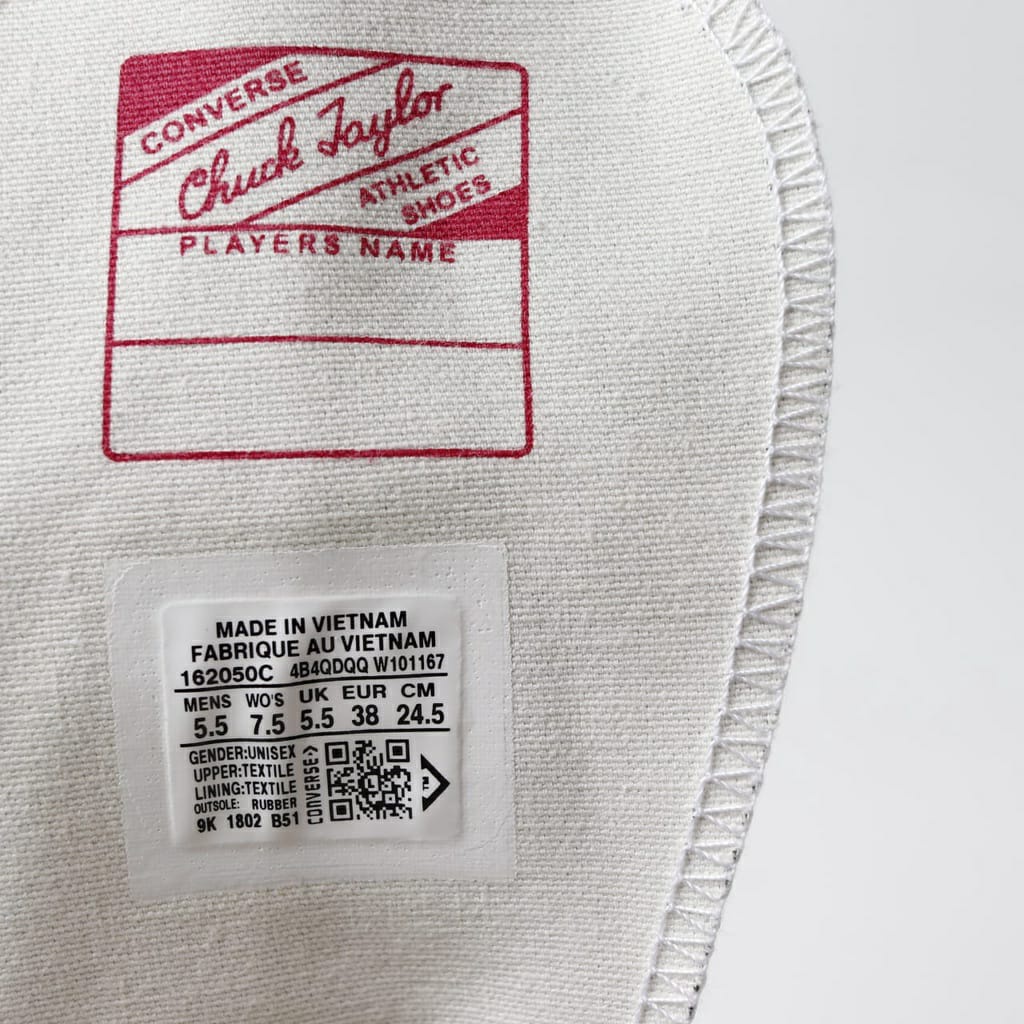 CONVERSE
Chuck Taylor
ATHLETIC
SHOES
PLAYERS NAME
MADE IN VIETNAM
FABRIQUE AU VIETNAM
162050C 4B4QDQQ W101167
MENS WO'S UK EUR CM
5.5 7.5 5.5 38 24.5
GENDER:UNISEX
UPPER:TEXTILE
LINING:TEXTILE
OUTSOLE: RUBBER
9K 1802 B51
CONVERSE